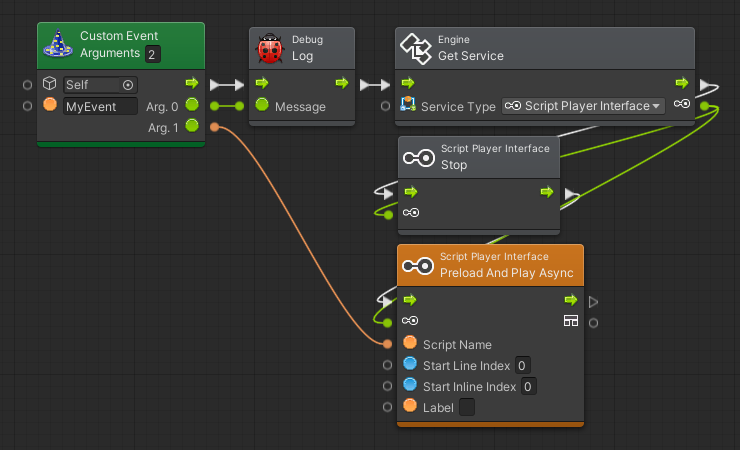 Custom Event
Arguments 2
Self
MyEvent Arg. 0
Arg. 1
Debug
Log
Message
Engine
Get Service
Service Type Script Player Interface
Script Player Interface
Stop
Script Player Interface
Preload And Play Async
Script Name
Start Line Index 0
Start Inline Index 0
Label